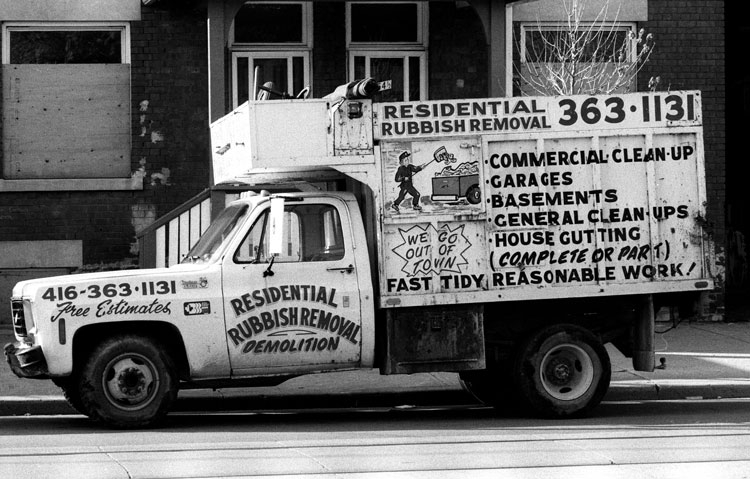 RESIDENTIAL
RUBBISH REMOVAL
363·1131
·COMMERCIAL CLEAN-UP
·GARAGES
·BASEMENTS
·GENERAL CLEAN-UPS
·HOUSE GUTTING
(COMPLETE OR PART)
WE GO
OUT OF
TOWN
FAST TIDY, REASONABLE WORK!
416-363·1131
Free Estimates
RESIDENTIAL
RUBBISH REMOVAL
DEMOLITION